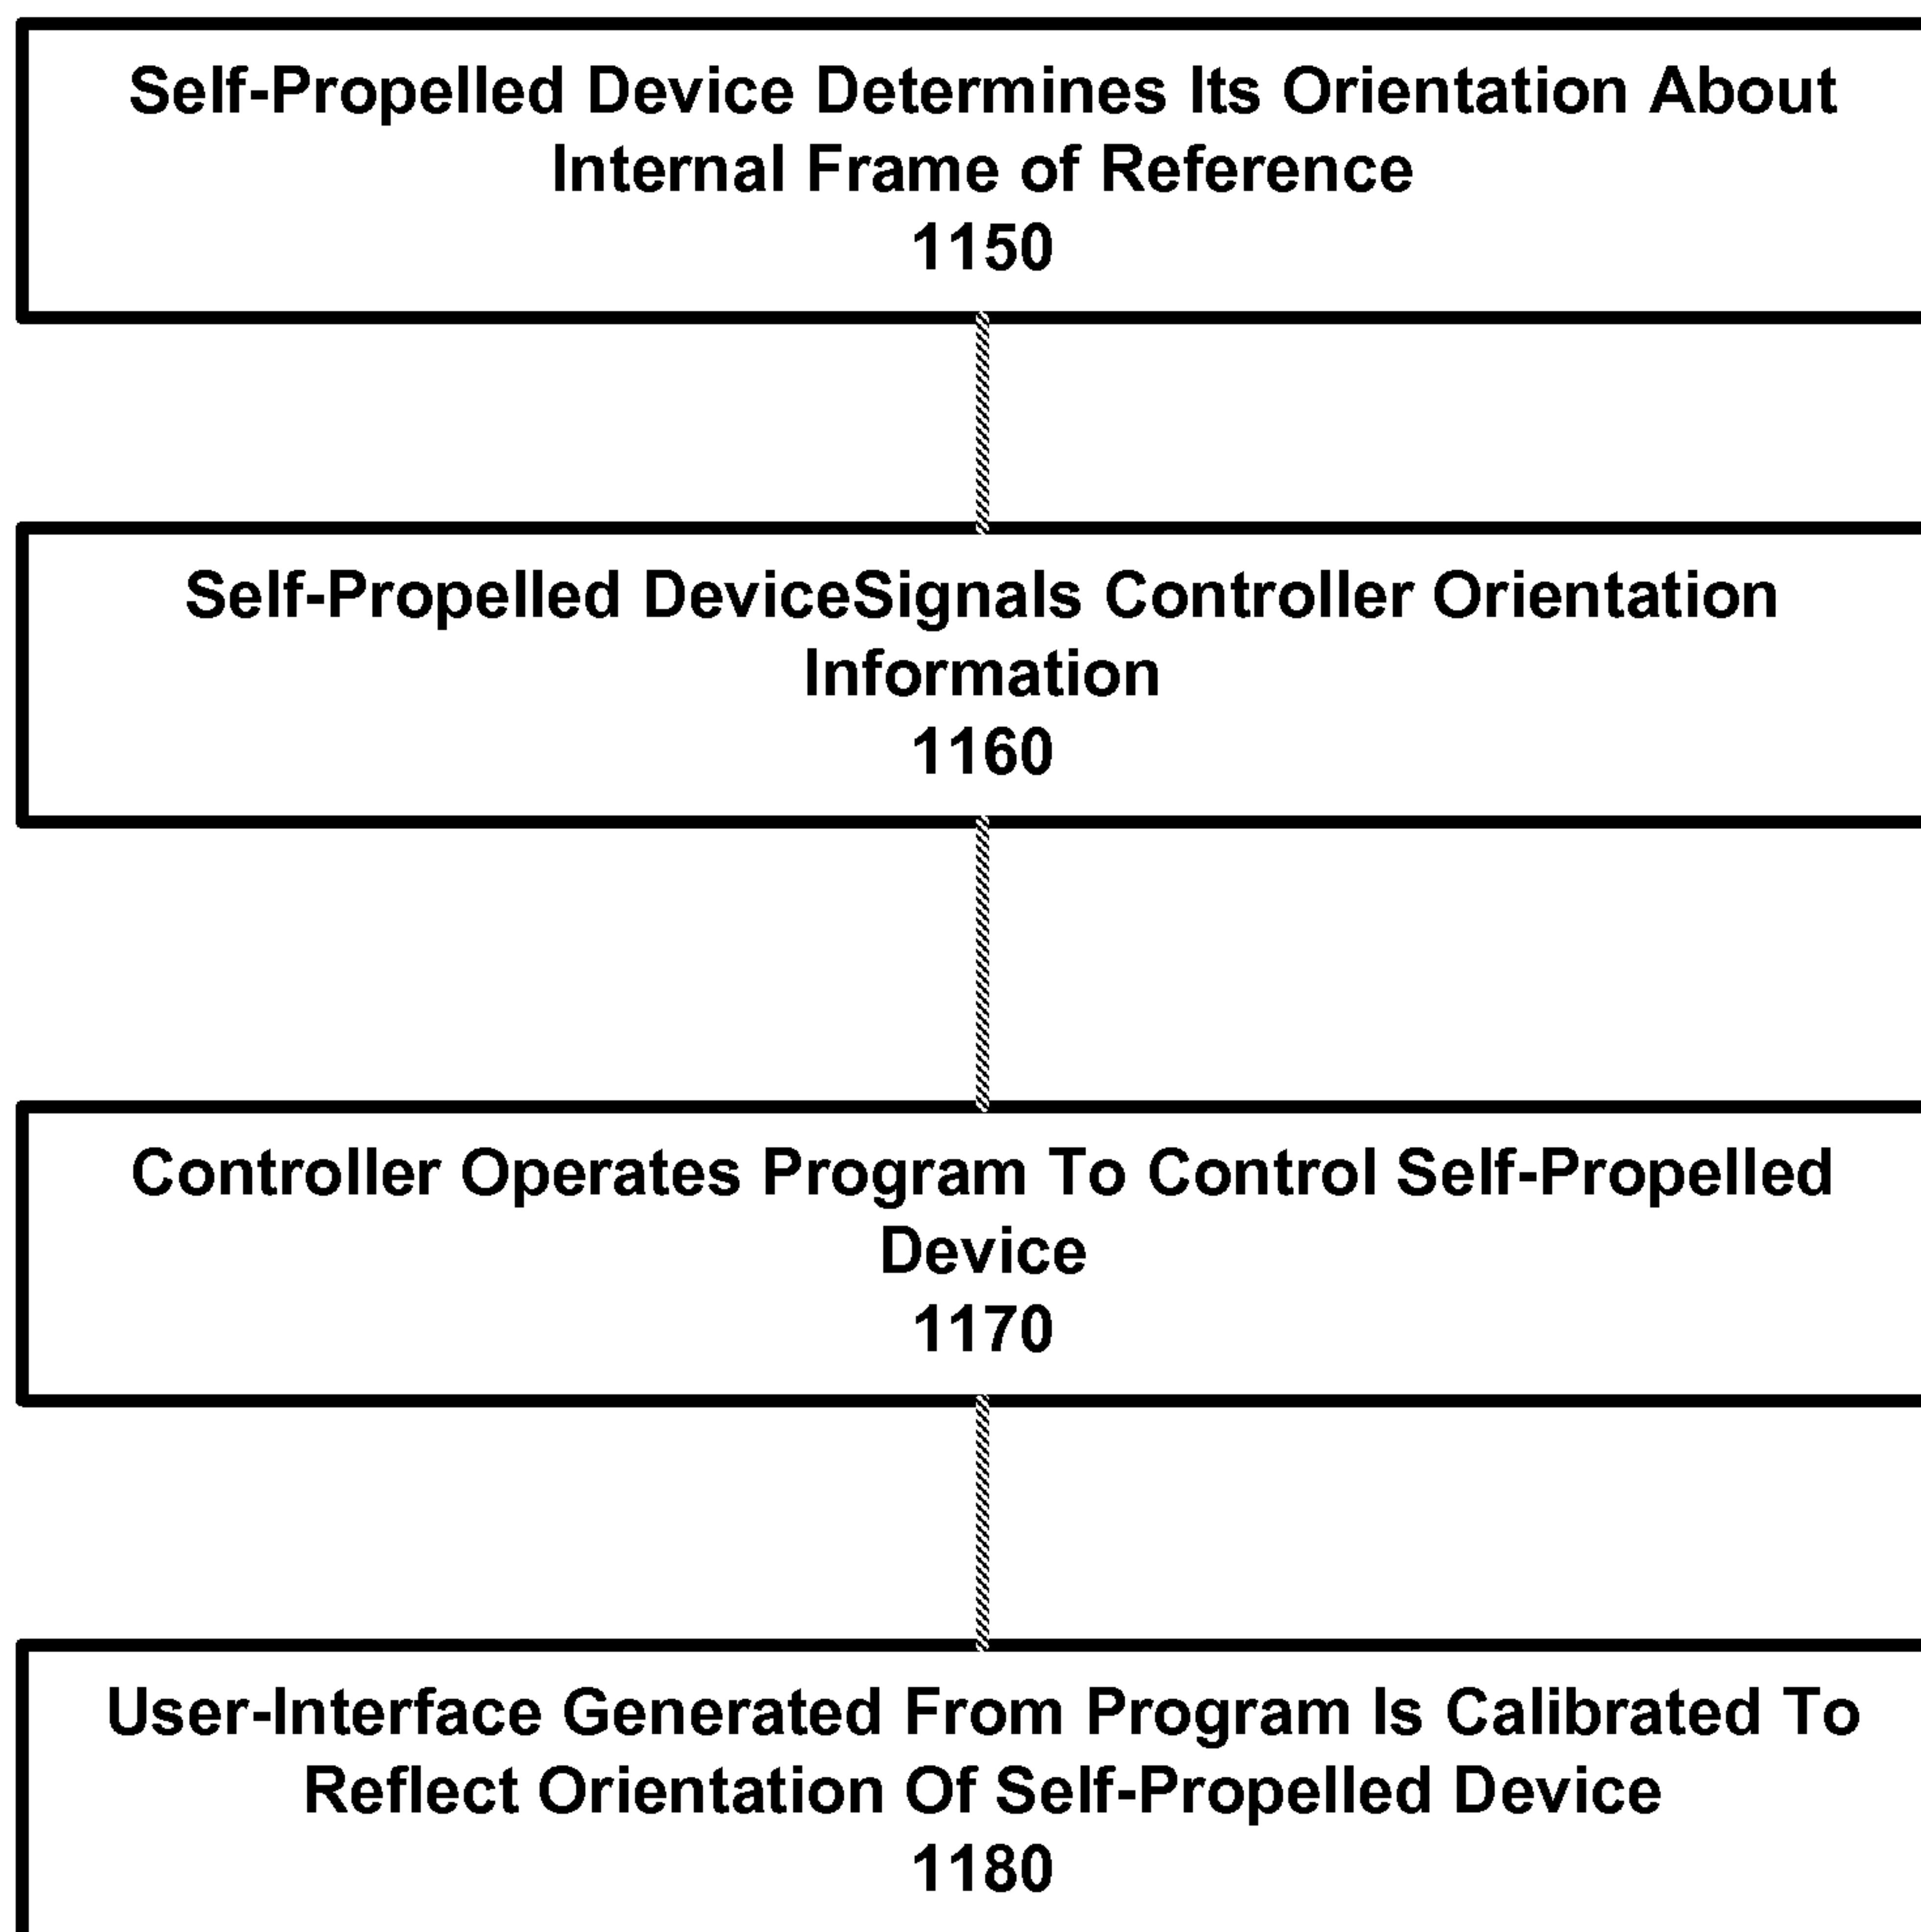 Self-Propelled Device Determines Its Orientation About
Internal Frame of Reference
1150
Self-Propelled DeviceSignals Controller Orientation
Information
1160
Controller Operates Program To Control Self-Propelled
Device
1170
User-Interface Generated From Program Is Calibrated To
Reflect Orientation Of Self-Propelled Device
1180